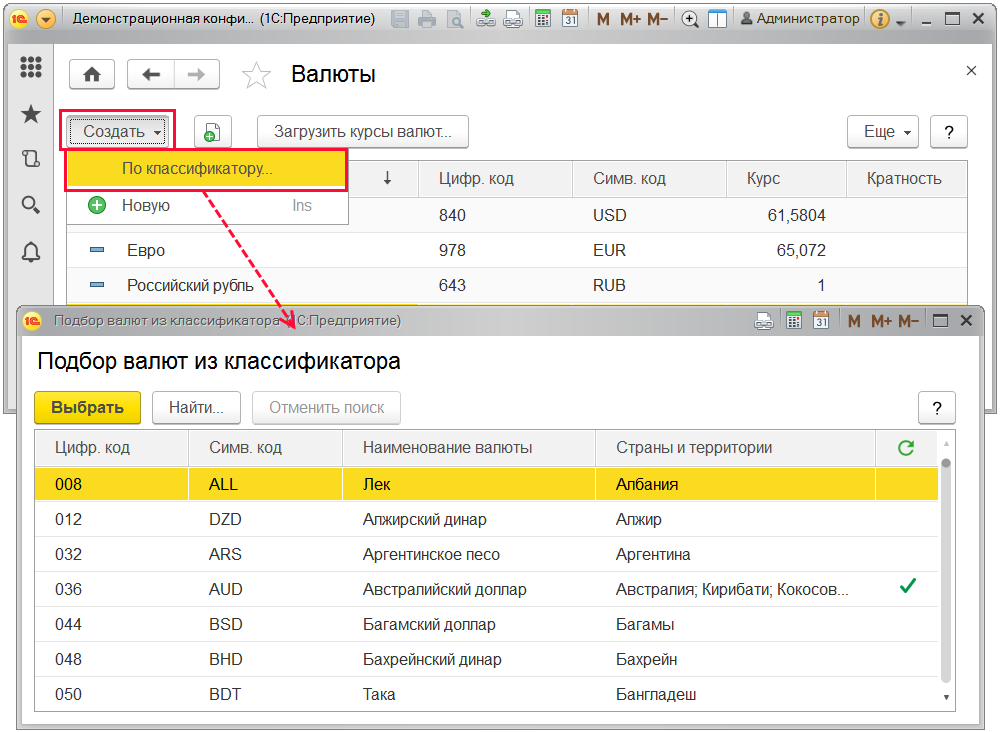 1С Демонстрационная конфи... (1С:Предприятие) 31 M M+ M- Администратор i
Валюты
Создать Загрузить курсы валют... Еще ?
По классификатору... Цифр. код Симв. код Курс Кратность
Новую Ins 840 USD 61,5804
Евро 978 EUR 65,072
Российский рубль 643 RUB 1
1С Подбор валют из классификатора (1С:Предприятие) 31 M M+ M-
Подбор валют из классификатора
Выбрать Найти... Отменить поиск ?
Цифр. код Симв. код Наименование валюты Страны и территории
008 ALL Лек Албания
012 DZD Алжирский динар Алжир
032 ARS Аргентинское песо Аргентина
036 AUD Австралийский доллар Австралия; Кирибати; Кокосов...
044 BSD Багамский доллар Багамы
048 BHD Бахрейнский динар Бахрейн
050 BDT Така Бангладеш